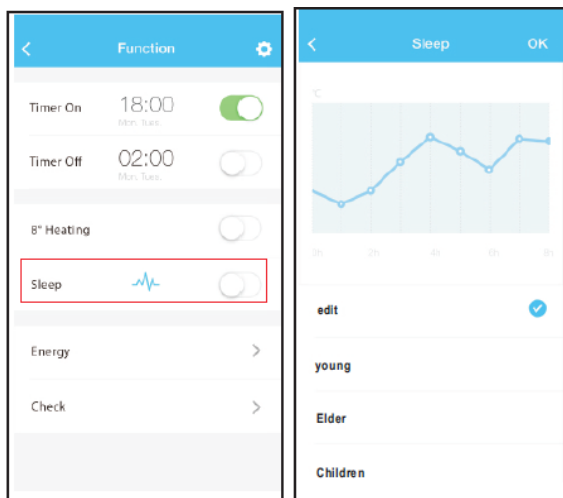 Function
Timer On 18:00
Mon. Tues.
Timer Off 02:00
Mon. Tues.
8° Heating
Sleep
Energy
Check
Sleep OK
°C
0h 2h 4h 6h 8h
edit
young
Elder
Children